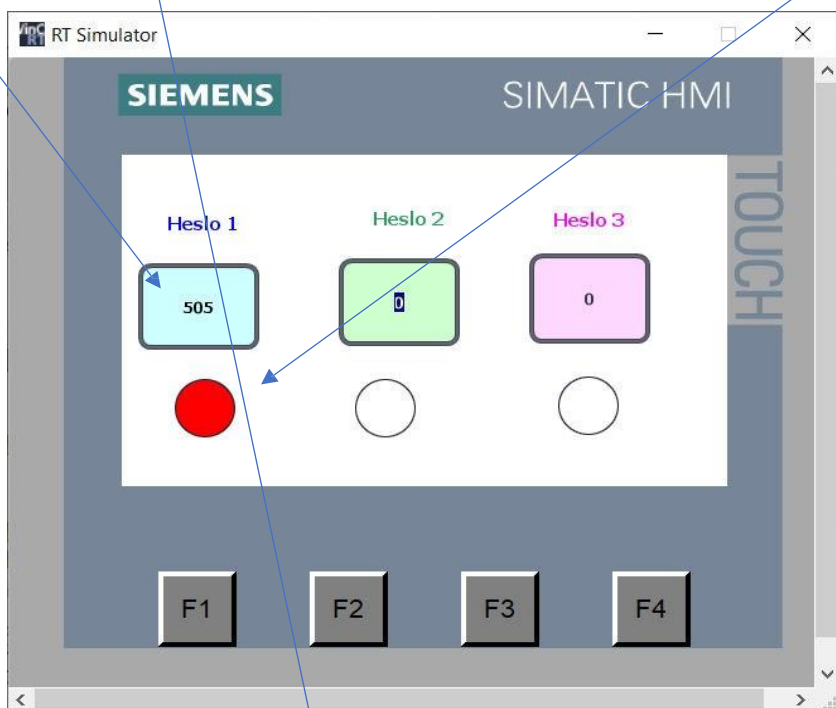 RT Simulator
SIEMENS
SIMATIC HMI
TOUCH
Heslo 1
Heslo 2
Heslo 3
505
0
0
F1
F2
F3
F4